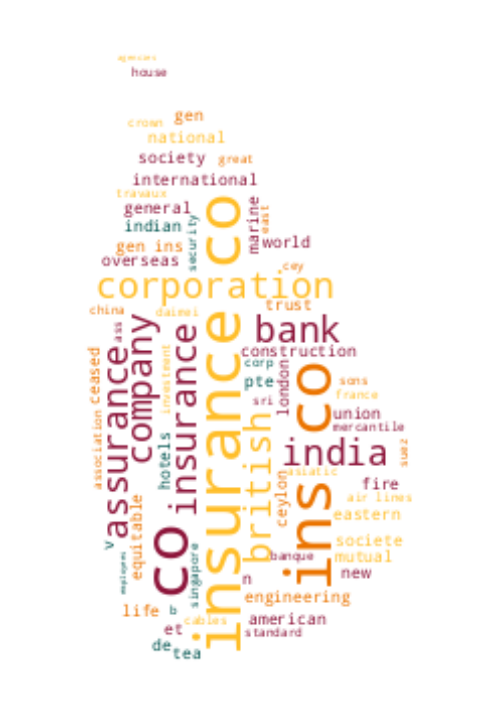 agencies
house
crown
gen
national
society
great
international
travaux
general
marine
east
indian
security
insurance co
gen ins
world
overseas
cey
corporation
trust
china
daimei
ass
company
bank
construction
assurance
insurance
investment
corp
ceased
association
pte
london
sons
france
sri
ins co
union
mercantile
british
hotels
india
suez
asiatic
ceylon
fire
air lines
equitable
eastern
co
v
societe
banque
mutual
singapore
employees
n
new
engineering
life
b
cables
american
et
standard
de
tea